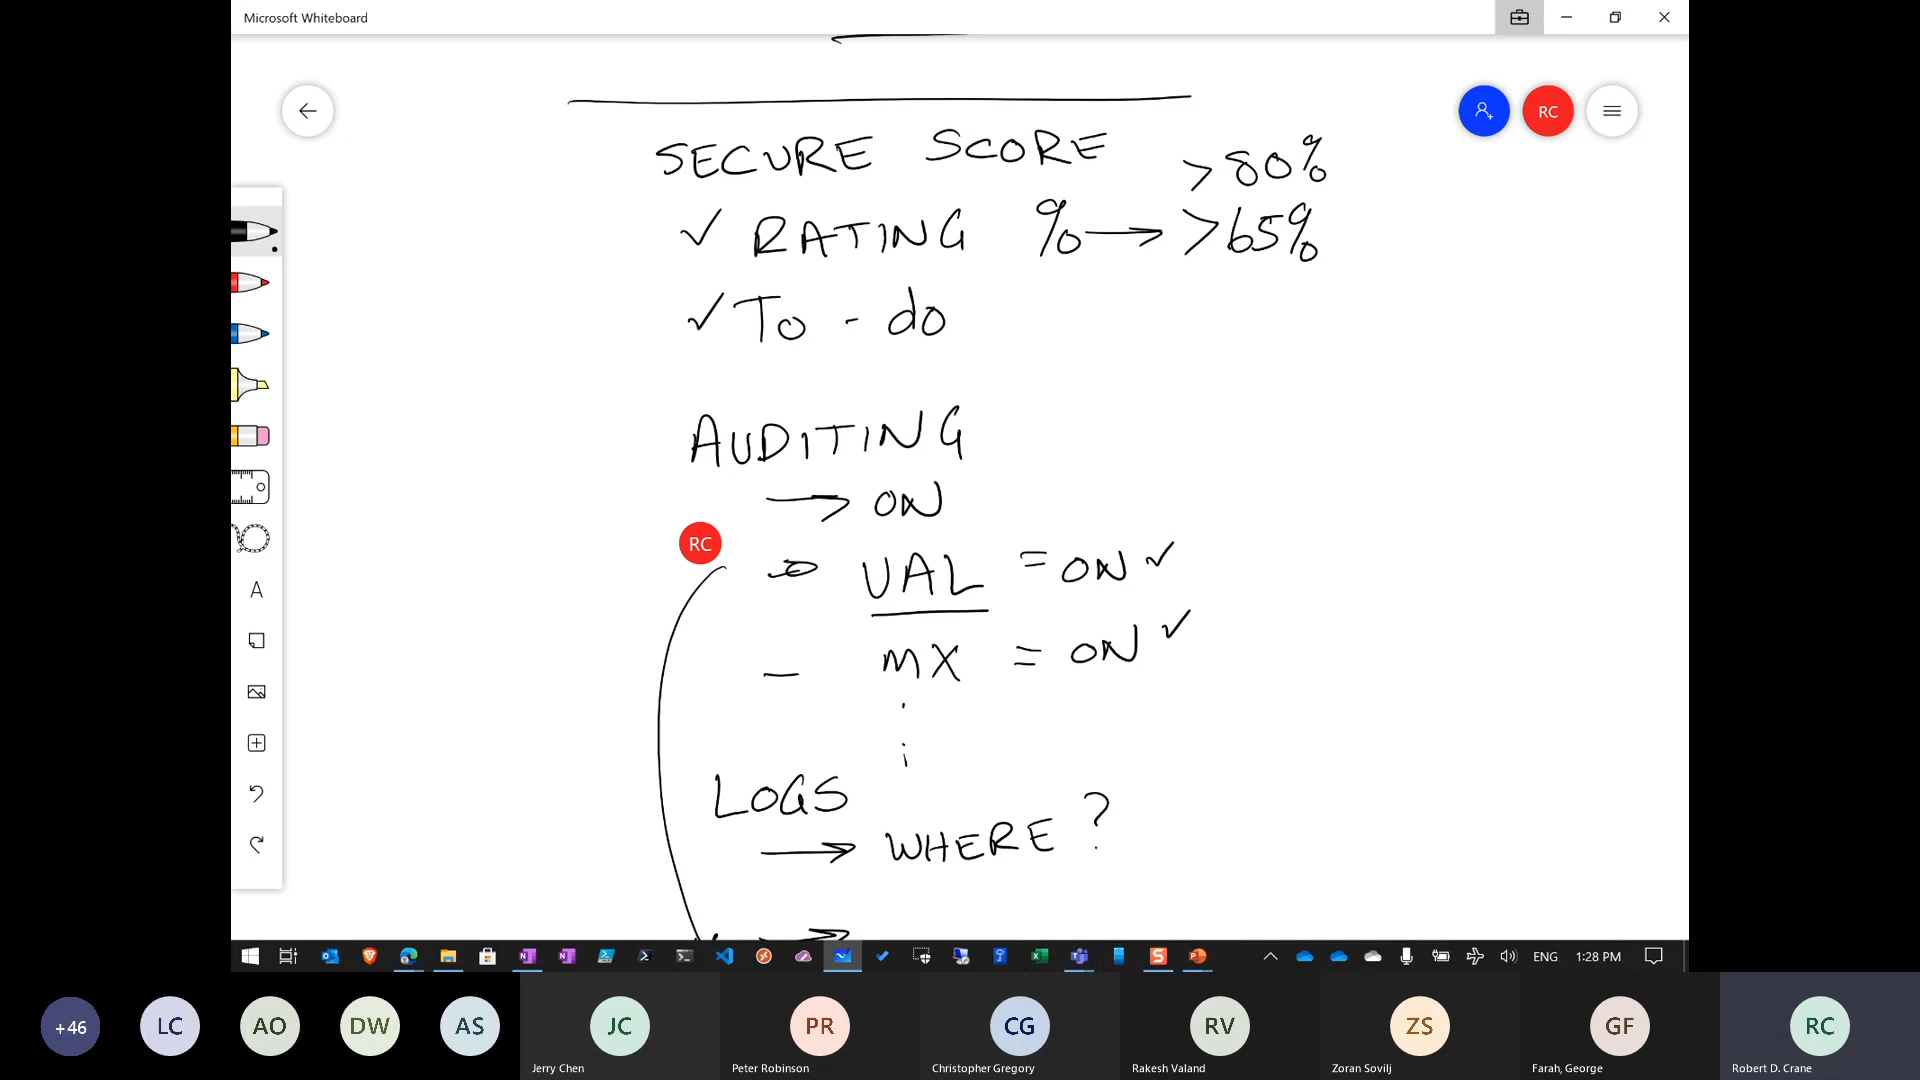 Microsoft Whiteboard
RC
SECURE SCORE
>80%
✓ RATING % → >65%
✓ To - do
AUDITING
→ ON
RC
UAL = ON ✓
- MX = ON ✓
LOGS
→ WHERE ?
→
A
ENG 1:28 PM
+46 LC AO DW AS JC PR CG RV ZS GF RC
Jerry Chen Peter Robinson Christopher Gregory Rakesh Valand Zoran Sovilj Farah, George Robert D. Crane